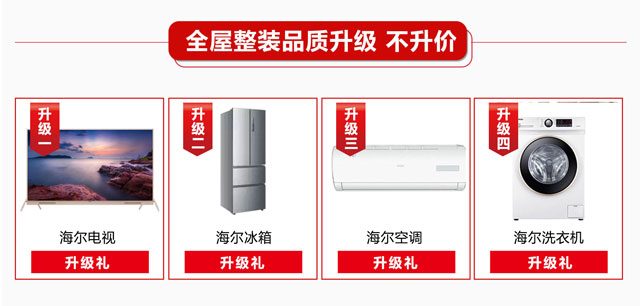 全屋整装品质升级 不升价
升级一
海尔电视
升级礼
升级二
海尔冰箱
升级礼
升级三
海尔空调
升级礼
升级四
海尔洗衣机
升级礼